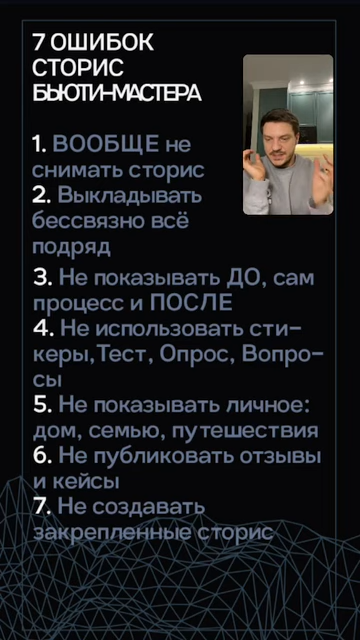 7 ОШИБОК
СТОРИС
БЬЮТИ-МАСТЕРА
1. ВООБЩЕ не
снимать сторис
2. Выкладывать
бессвязно всё
подряд
3. Не показывать ДО, сам
процесс и ПОСЛЕ
4. Не использовать сти-
керы,Тест, Опрос, Вопро-
сы
5. Не показывать личное:
дом, семью, путешествия
6. Не публиковать отзывы
и кейсы
7. Не создавать
закрепленные сторис